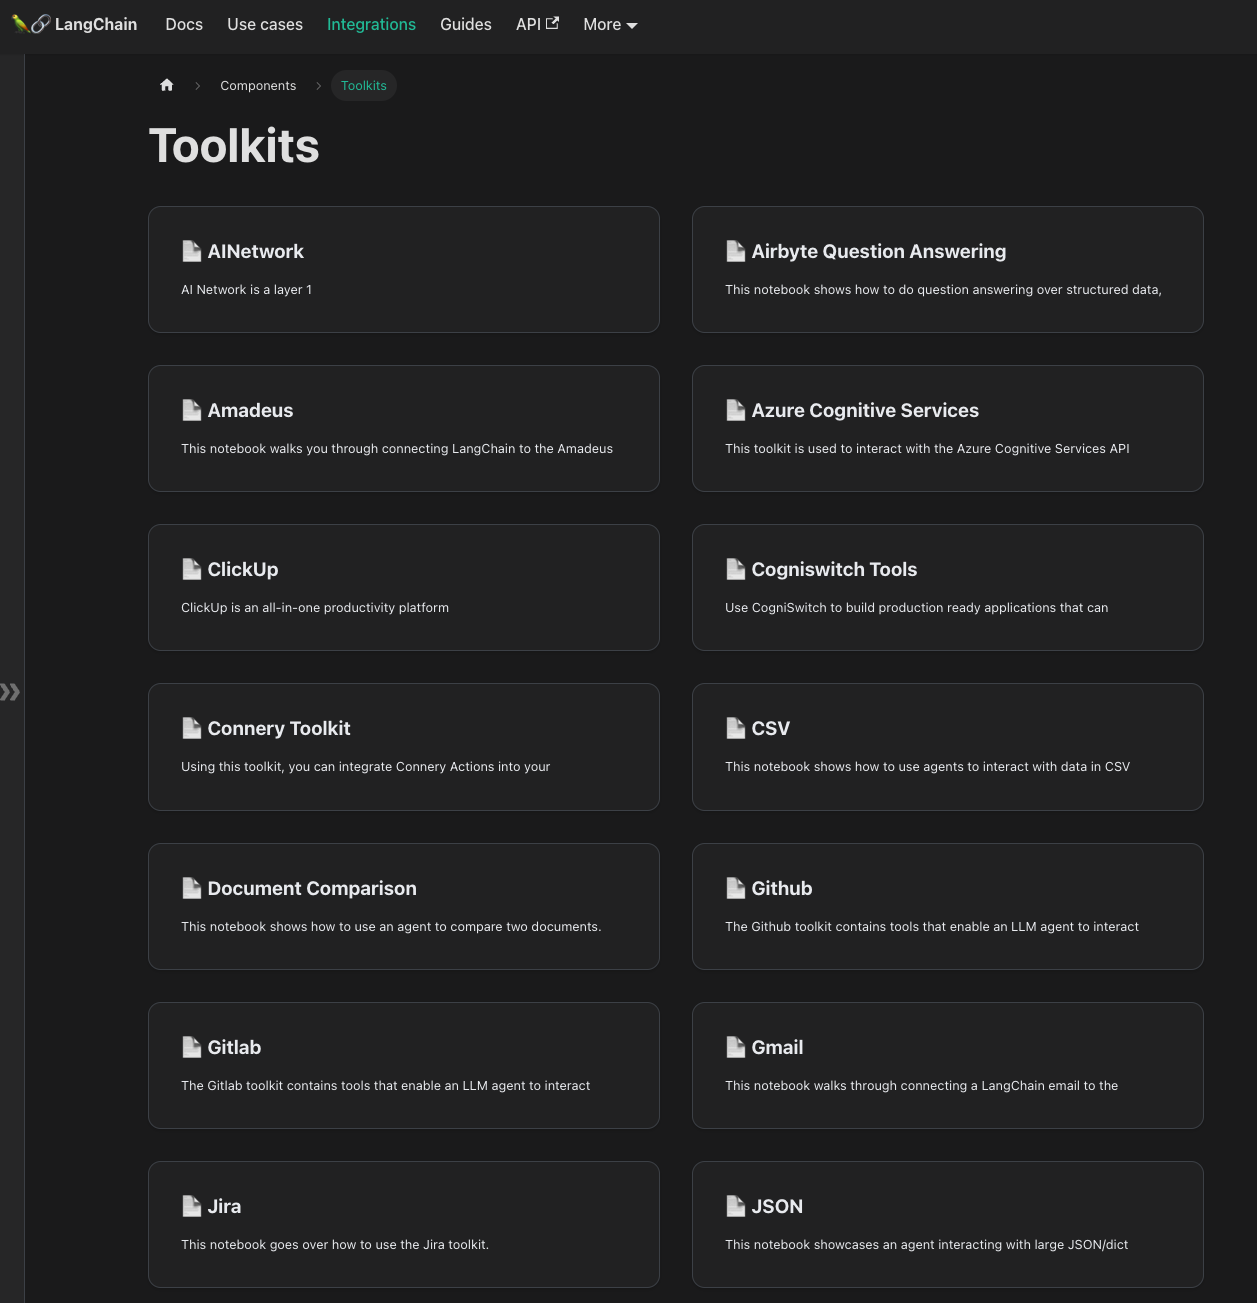 LangChain Docs Use cases Integrations Guides API More
Components Toolkits
Toolkits
AINetwork
AI Network is a layer 1
Airbyte Question Answering
This notebook shows how to do question answering over structured data,
Amadeus
This notebook walks you through connecting LangChain to the Amadeus
Azure Cognitive Services
This toolkit is used to interact with the Azure Cognitive Services API
ClickUp
ClickUp is an all-in-one productivity platform
Cogniswitch Tools
Use CogniSwitch to build production ready applications that can
Connery Toolkit
Using this toolkit, you can integrate Connery Actions into your
CSV
This notebook shows how to use agents to interact with data in CSV
Document Comparison
This notebook shows how to use an agent to compare two documents.
Github
The Github toolkit contains tools that enable an LLM agent to interact
Gitlab
The Gitlab toolkit contains tools that enable an LLM agent to interact
Gmail
This notebook walks through connecting a LangChain email to the
Jira
This notebook goes over how to use the Jira toolkit.
JSON
This notebook showcases an agent interacting with large JSON/dict